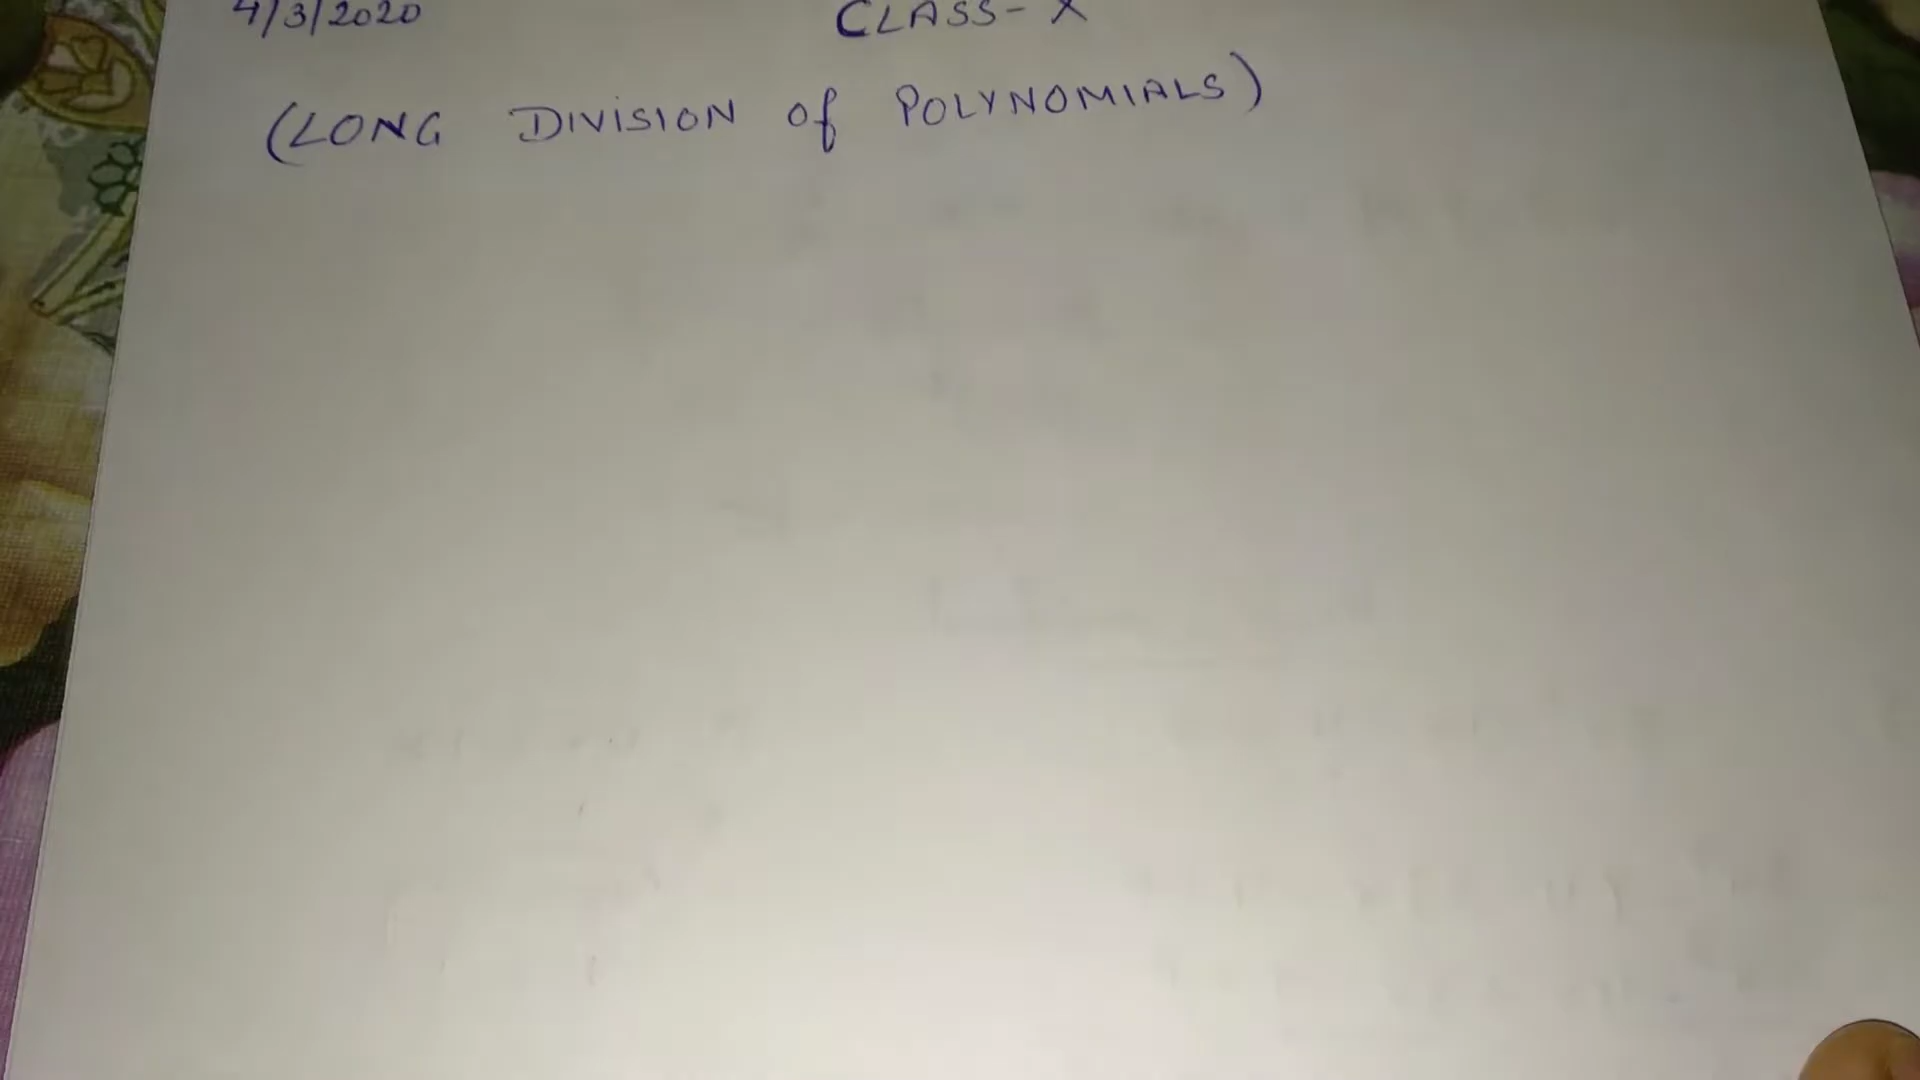 4/3/2020 CLASS- X
(LONG DIVISION of POLYNOMIALS)